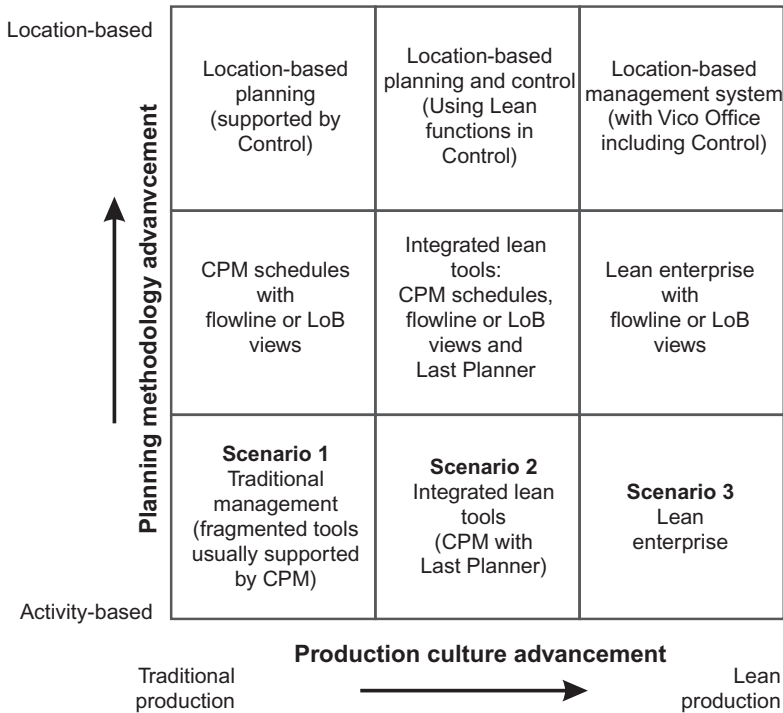 Location-based
Location-based
planning
(supported by
Control)
Location-based
planning and control
(Using Lean
functions in
Control)
Location-based
management system
(with Vico Office
including Control)
Planning methodology advanvcement
CPM schedules
with
flowline or LoB
views
Integrated lean
tools:
CPM schedules,
flowline or LoB
views and
Last Planner
Lean enterprise
with
flowline or LoB
views
Scenario 1
Traditional
management
(fragmented tools
usually supported
by CPM)
Scenario 2
Integrated lean
tools
(CPM with
Last Planner)
Scenario 3
Lean
enterprise
Activity-based
Production culture advancement
Traditional
production
Lean
production